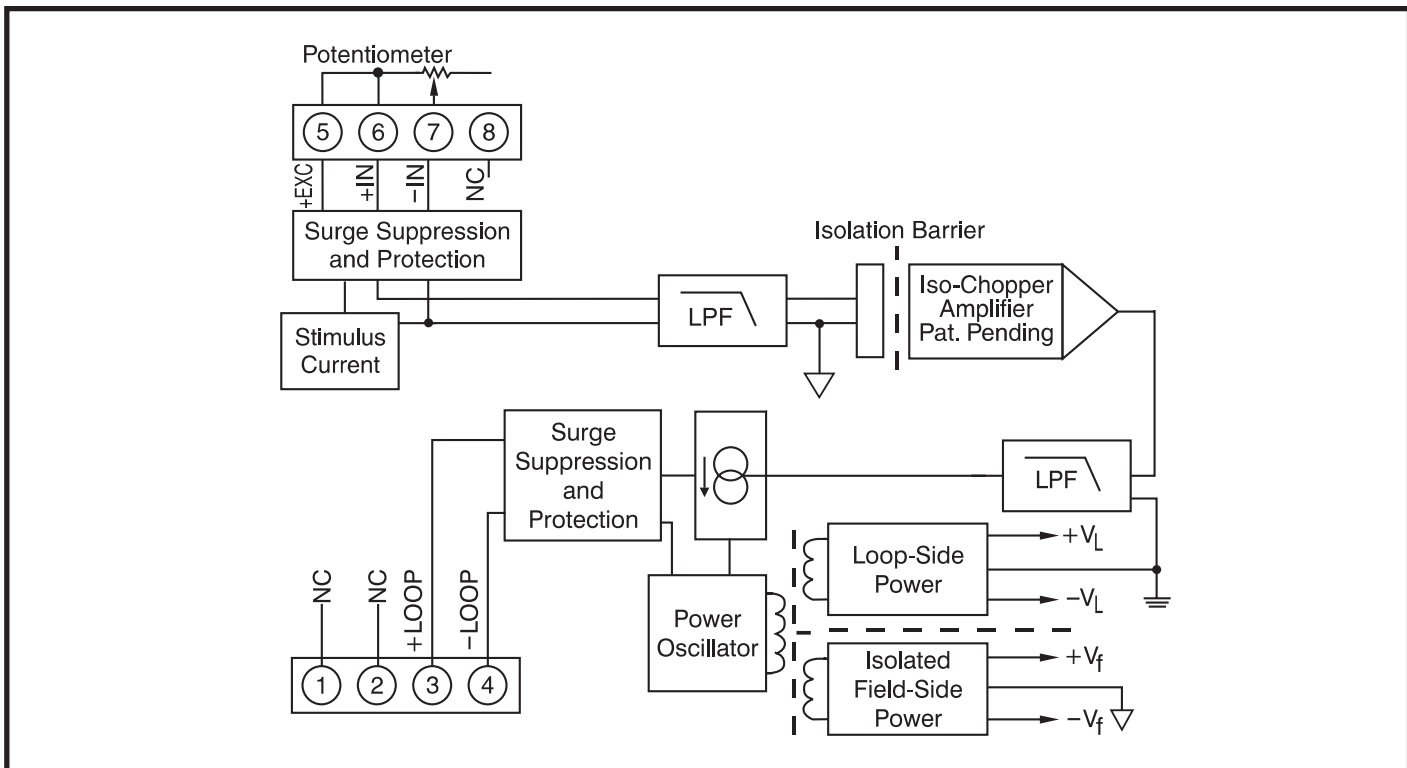 Potentiometer
5 6 7 8
+EXC
+IN
−IN
NC
Surge Suppression
and Protection
Stimulus
Current
LPF
Isolation Barrier
Iso-Chopper
Amplifier
Pat. Pending
Surge
Suppression
and
Protection
LPF
Loop-Side
Power
+VL
−VL
Power
Oscillator
Isolated
Field-Side
Power
+Vf
−Vf
NC
NC
+LOOP
−LOOP
1 2 3 4